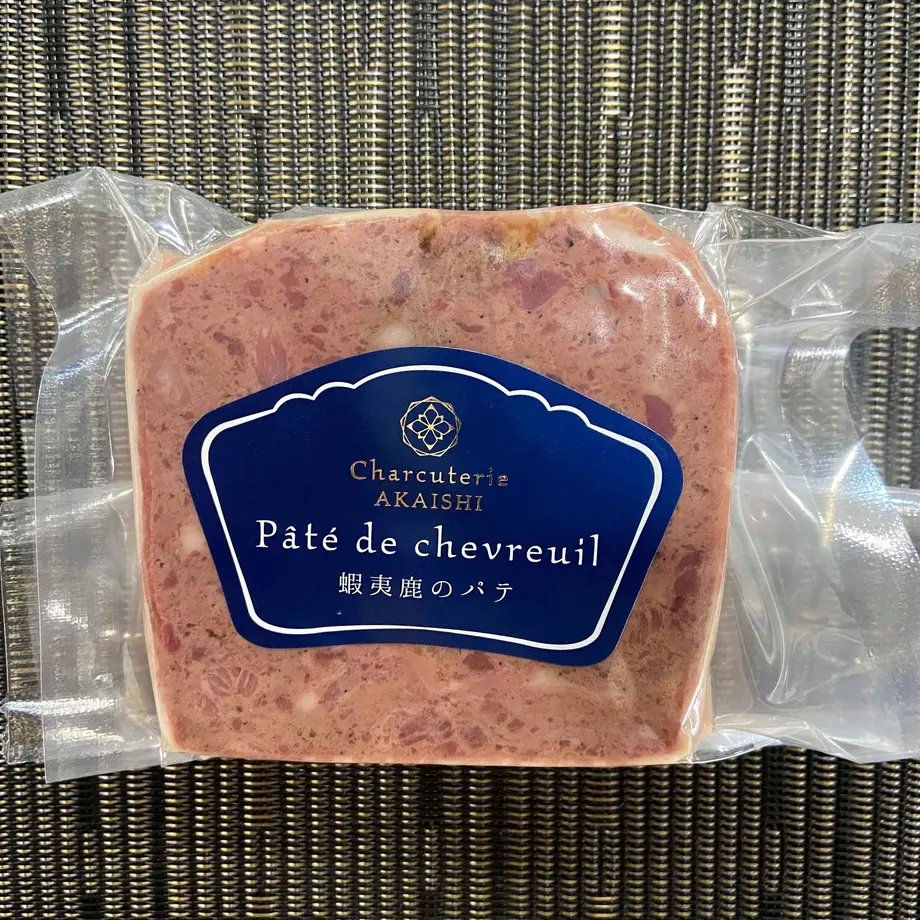 Charcuterie
AKAISHI
Pâté de chevreuil
蝦夷鹿のパテ